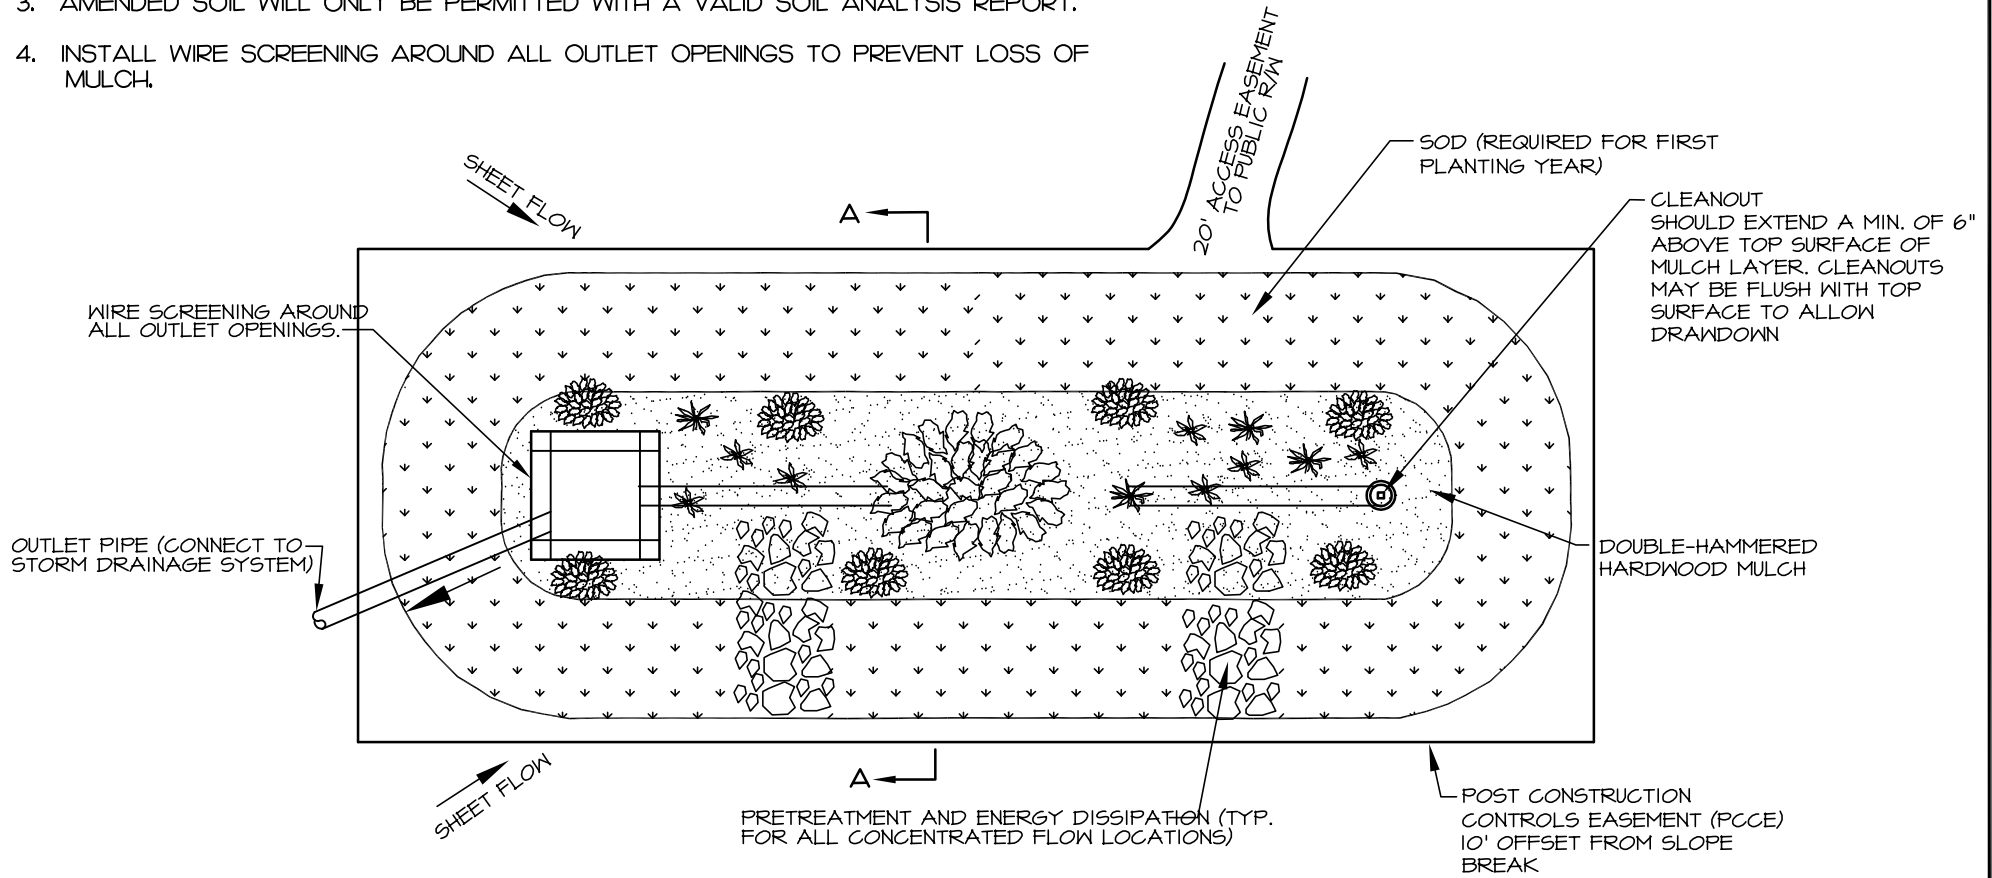 3. AMENDED SOIL WILL ONLY BE PERMITTED WITH A VALID SOIL ANALYSIS REPORT.
4. INSTALL WIRE SCREENING AROUND ALL OUTLET OPENINGS TO PREVENT LOSS OF
MULCH.
20' ACCESS EASEMENT
TO PUBLIC R/W
SOD (REQUIRED FOR FIRST
PLANTING YEAR)
SHEET FLOW
A
CLEANOUT
SHOULD EXTEND A MIN. OF 6"
ABOVE TOP SURFACE OF
MULCH LAYER. CLEANOUTS
MAY BE FLUSH WITH TOP
SURFACE TO ALLOW
DRAWDOWN
WIRE SCREENING AROUND
ALL OUTLET OPENINGS.
OUTLET PIPE (CONNECT TO
STORM DRAINAGE SYSTEM)
DOUBLE-HAMMERED
HARDWOOD MULCH
SHEET FLOW
A
PRETREATMENT AND ENERGY DISSIPATION (TYP.
FOR ALL CONCENTRATED FLOW LOCATIONS)
POST CONSTRUCTION
CONTROLS EASEMENT (PCCE)
10' OFFSET FROM SLOPE
BREAK